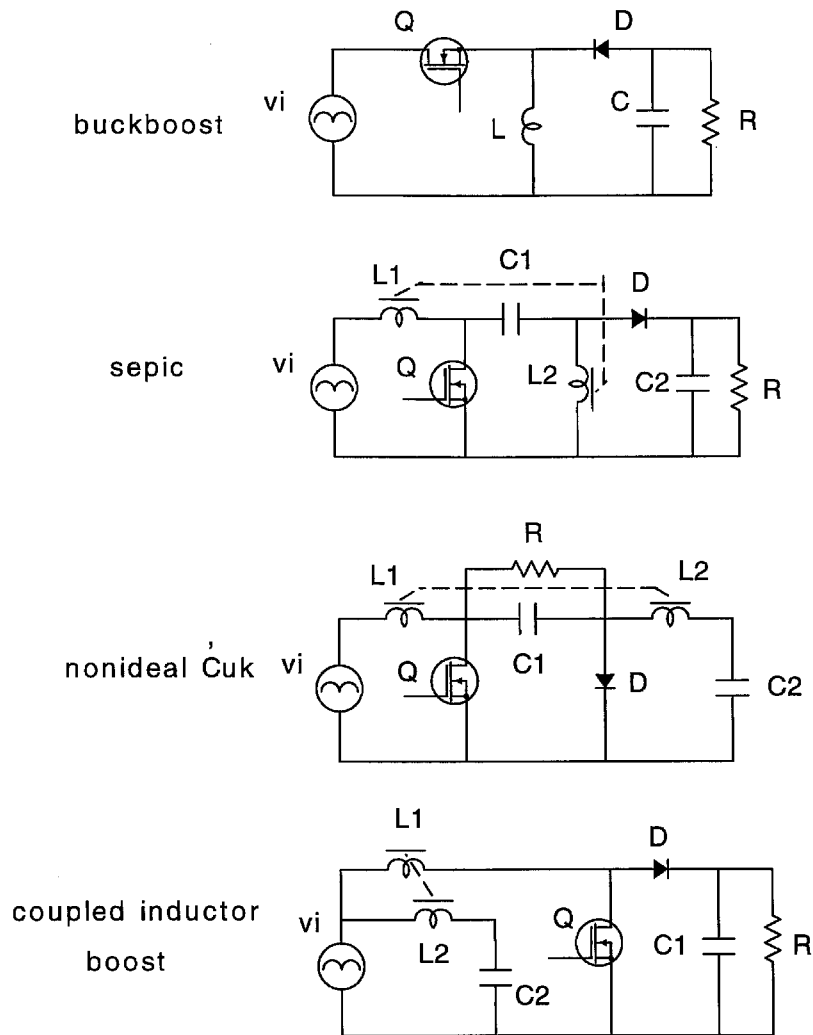 Q
D
vi
buckboost
L
C
R
L1
C1
D
sepic
vi
Q
L2
C2
R
R
L1
L2
nonideal Ćuk
vi
Q
C1
D
C2
L1
D
coupled inductor
boost
vi
L2
Q
C1
R
C2